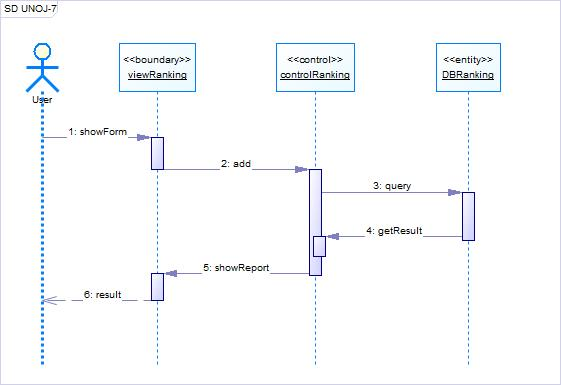 SD UNOJ-7
<<boundary>>
viewRanking
<<control>>
controlRanking
<<entity>>
DBRanking
User
1: showForm
2: add
3: query
4: getResult
5: showReport
6: result